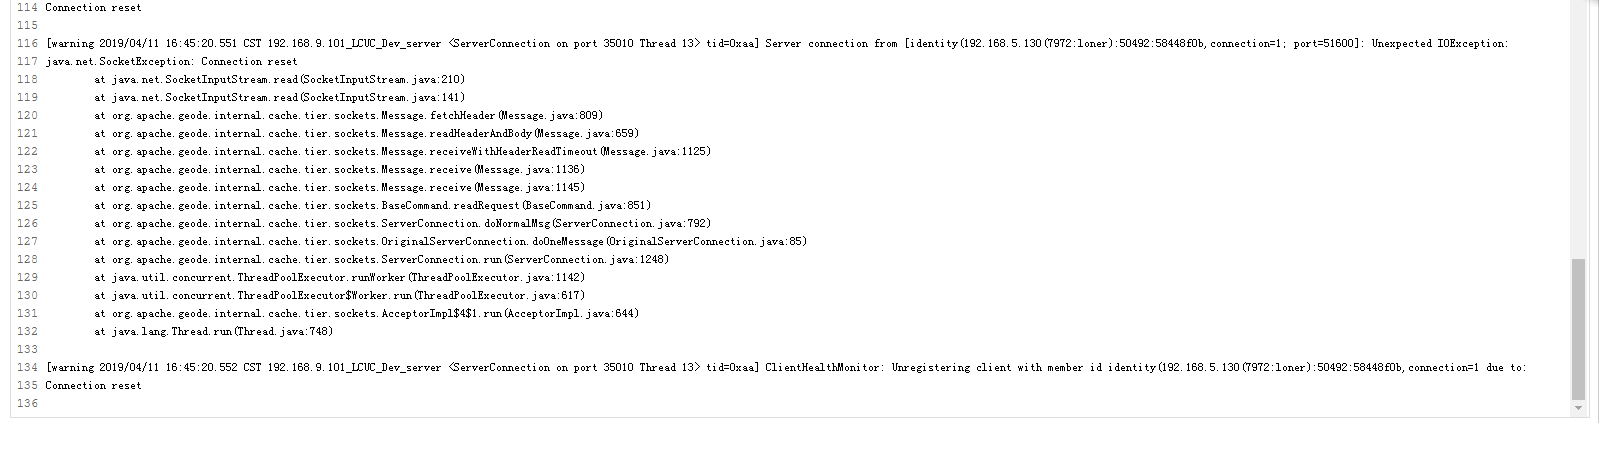 114 Connection reset
115
116 [warning 2019/04/11 16:45:20.551 CST 192.168.9.101_LCUC_Dev_server <ServerConnection on port 35010 Thread 13> tid=0xaa] Server connection from [identity(192.168.5.130(7972:loner):50492:58448f0b,connection=1; port=51600]: Unexpected IOException:
117 java.net.SocketException: Connection reset
118 at java.net.SocketInputStream.read(SocketInputStream.java:210)
119 at java.net.SocketInputStream.read(SocketInputStream.java:141)
120 at org.apache.geode.internal.cache.tier.sockets.Message.fetchHeader(Message.java:809)
121 at org.apache.geode.internal.cache.tier.sockets.Message.readHeaderAndBody(Message.java:659)
122 at org.apache.geode.internal.cache.tier.sockets.Message.receiveWithHeaderReadTimeout(Message.java:1125)
123 at org.apache.geode.internal.cache.tier.sockets.Message.receive(Message.java:1136)
124 at org.apache.geode.internal.cache.tier.sockets.Message.receive(Message.java:1145)
125 at org.apache.geode.internal.cache.tier.sockets.BaseCommand.readRequest(BaseCommand.java:851)
126 at org.apache.geode.internal.cache.tier.sockets.ServerConnection.doNormalMsg(ServerConnection.java:792)
127 at org.apache.geode.internal.cache.tier.sockets.OriginalServerConnection.doOneMessage(OriginalServerConnection.java:85)
128 at org.apache.geode.internal.cache.tier.sockets.ServerConnection.run(ServerConnection.java:1248)
129 at java.util.concurrent.ThreadPoolExecutor.runWorker(ThreadPoolExecutor.java:1142)
130 at java.util.concurrent.ThreadPoolExecutor$Worker.run(ThreadPoolExecutor.java:617)
131 at org.apache.geode.internal.cache.tier.sockets.AcceptorImpl$4$1.run(AcceptorImpl.java:644)
132 at java.lang.Thread.run(Thread.java:748)
133
134 [warning 2019/04/11 16:45:20.552 CST 192.168.9.101_LCUC_Dev_server <ServerConnection on port 35010 Thread 13> tid=0xaa] ClientHealthMonitor: Unregistering client with member id identity(192.168.5.130(7972:loner):50492:58448f0b,connection=1 due to:
135 Connection reset
136